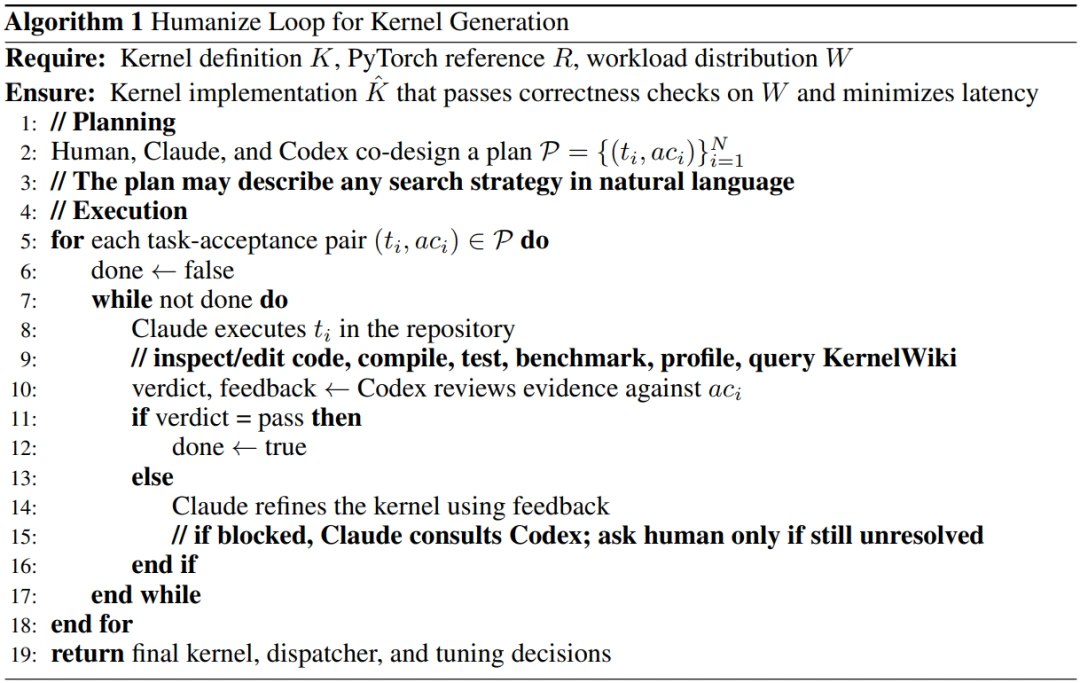 Algorithm 1 Humanize Loop for Kernel Generation
Require: Kernel definition K, PyTorch reference R, workload distribution W
Ensure: Kernel implementation K̂ that passes correctness checks on W and minimizes latency
1: // Planning
2: Human, Claude, and Codex co-design a plan 𝒫 = {(tᵢ, acᵢ)}ᵢ₌₁ᴺ
3: // The plan may describe any search strategy in natural language
4: // Execution
5: for each task-acceptance pair (tᵢ, acᵢ) ∈ 𝒫 do
6: done ← false
7: while not done do
8: Claude executes tᵢ in the repository
9: // inspect/edit code, compile, test, benchmark, profile, query KernelWiki
10: verdict, feedback ← Codex reviews evidence against acᵢ
11: if verdict = pass then
12: done ← true
13: else
14: Claude refines the kernel using feedback
15: // if blocked, Claude consults Codex; ask human only if still unresolved
16: end if
17: end while
18: end for
19: return final kernel, dispatcher, and tuning decisions